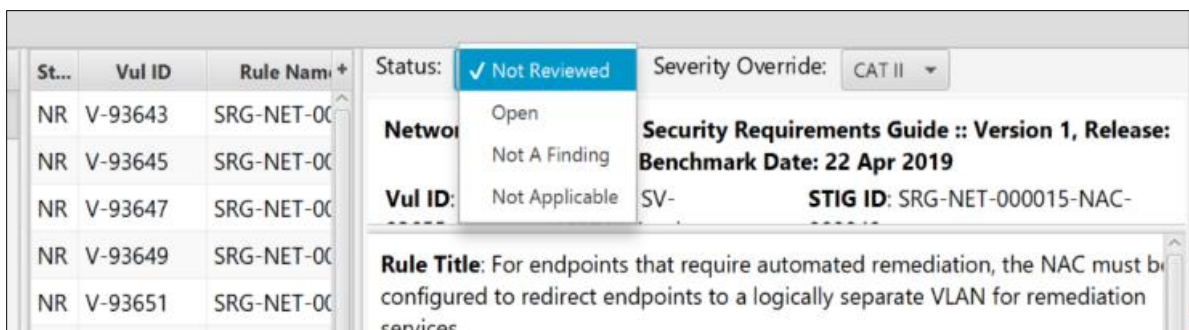 St... Vul ID Rule Nam +
NR V-93643 SRG-NET-00
NR V-93645 SRG-NET-00
NR V-93647 SRG-NET-00
NR V-93649 SRG-NET-00
NR V-93651 SRG-NET-00
Status: Severity Override: CAT II
✓ Not Reviewed
Open
Not A Finding
Not Applicable
Netwo Security Requirements Guide :: Version 1, Release:
Benchmark Date: 22 Apr 2019
Vul ID: SV- STIG ID: SRG-NET-000015-NAC-
Rule Title: For endpoints that require automated remediation, the NAC must be
configured to redirect endpoints to a logically separate VLAN for remediation
services